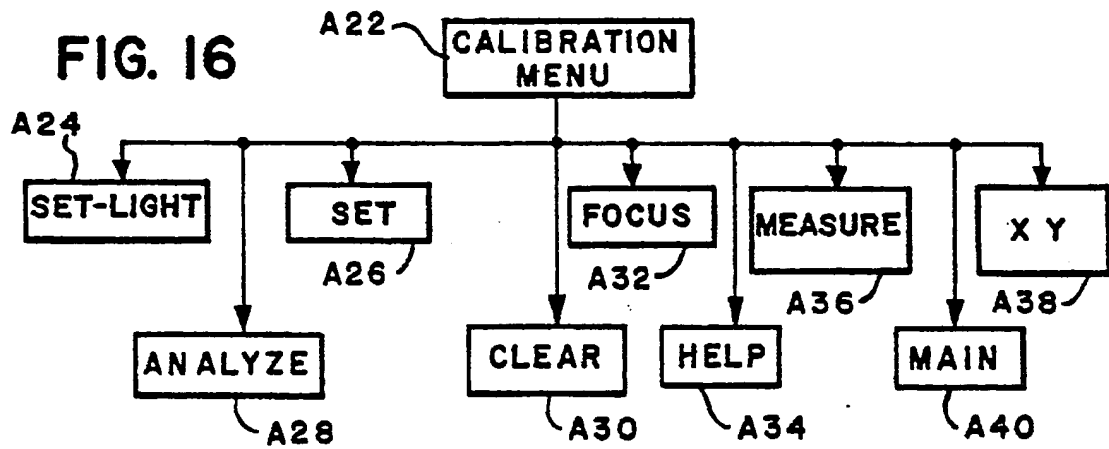 FIG. 16
A22
CALIBRATION
MENU
A24
SET-LIGHT
SET
A26
FOCUS
A32
MEASURE
A36
X Y
A38
ANALYZE
A28
CLEAR
A30
HELP
A34
MAIN
A40